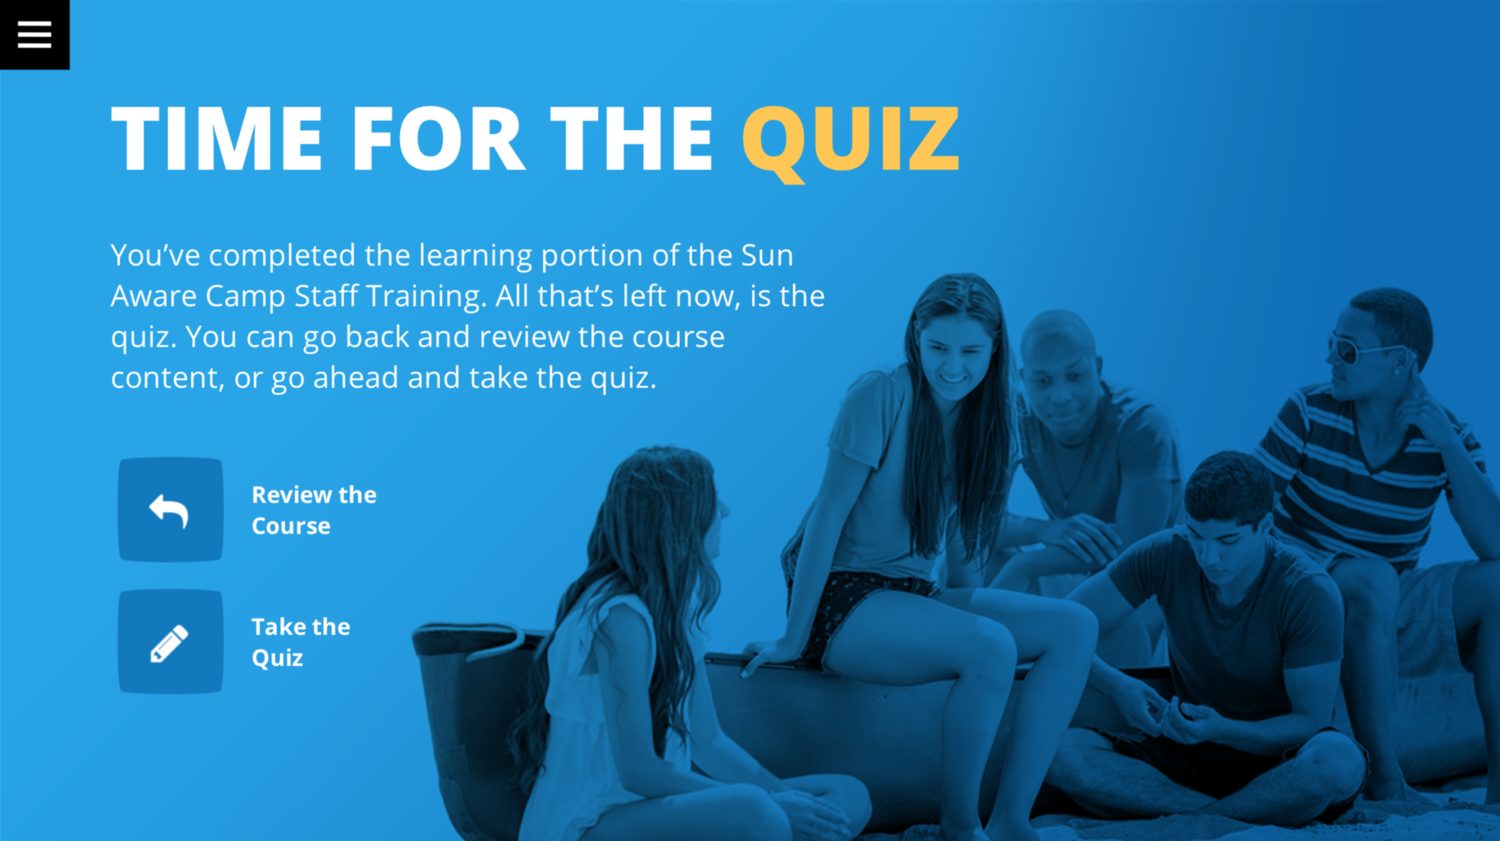 TIME FOR THE QUIZ
You’ve completed the learning portion of the Sun
Aware Camp Staff Training. All that’s left now, is the
quiz. You can go back and review the course
content, or go ahead and take the quiz.
Review the
Course
Take the
Quiz